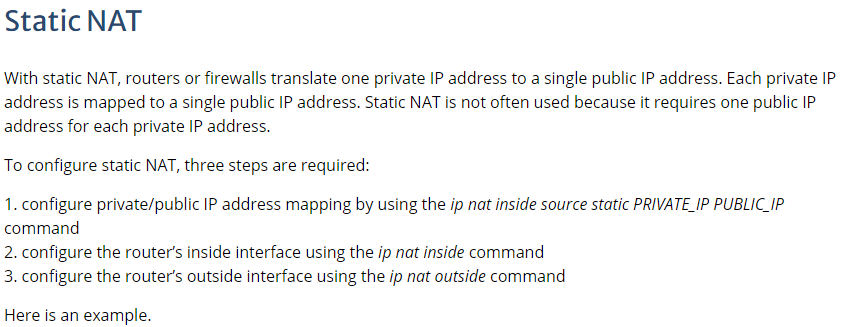 Static NAT
With static NAT, routers or firewalls translate one private IP address to a single public IP address. Each private IP
address is mapped to a single public IP address. Static NAT is not often used because it requires one public IP
address for each private IP address.
To configure static NAT, three steps are required:
1. configure private/public IP address mapping by using the ip nat inside source static PRIVATE_IP PUBLIC_IP
command
2. configure the router’s inside interface using the ip nat inside command
3. configure the router’s outside interface using the ip nat outside command
Here is an example.